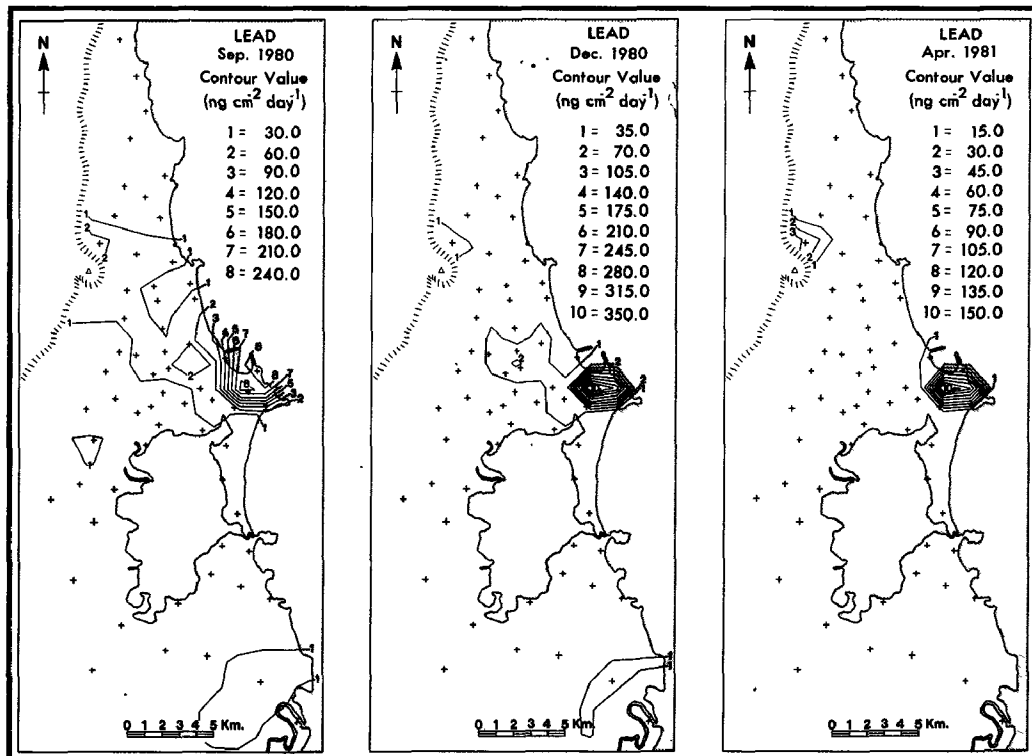 N
LEAD
Sep. 1980
Contour Value
(ng cm⁻² day⁻¹)
1 = 30.0
2 = 60.0
3 = 90.0
4 = 120.0
5 = 150.0
6 = 180.0
7 = 210.0
8 = 240.0
0 1 2 3 4 5 Km.
N
LEAD
Dec. 1980
Contour Value
(ng cm⁻² day⁻¹)
1 = 35.0
2 = 70.0
3 = 105.0
4 = 140.0
5 = 175.0
6 = 210.0
7 = 245.0
8 = 280.0
9 = 315.0
10 = 350.0
0 1 2 3 4 5 Km.
N
LEAD
Apr. 1981
Contour Value
(ng cm⁻² day⁻¹)
1 = 15.0
2 = 30.0
3 = 45.0
4 = 60.0
5 = 75.0
6 = 90.0
7 = 105.0
8 = 120.0
9 = 135.0
10 = 150.0
0 1 2 3 4 5 Km.